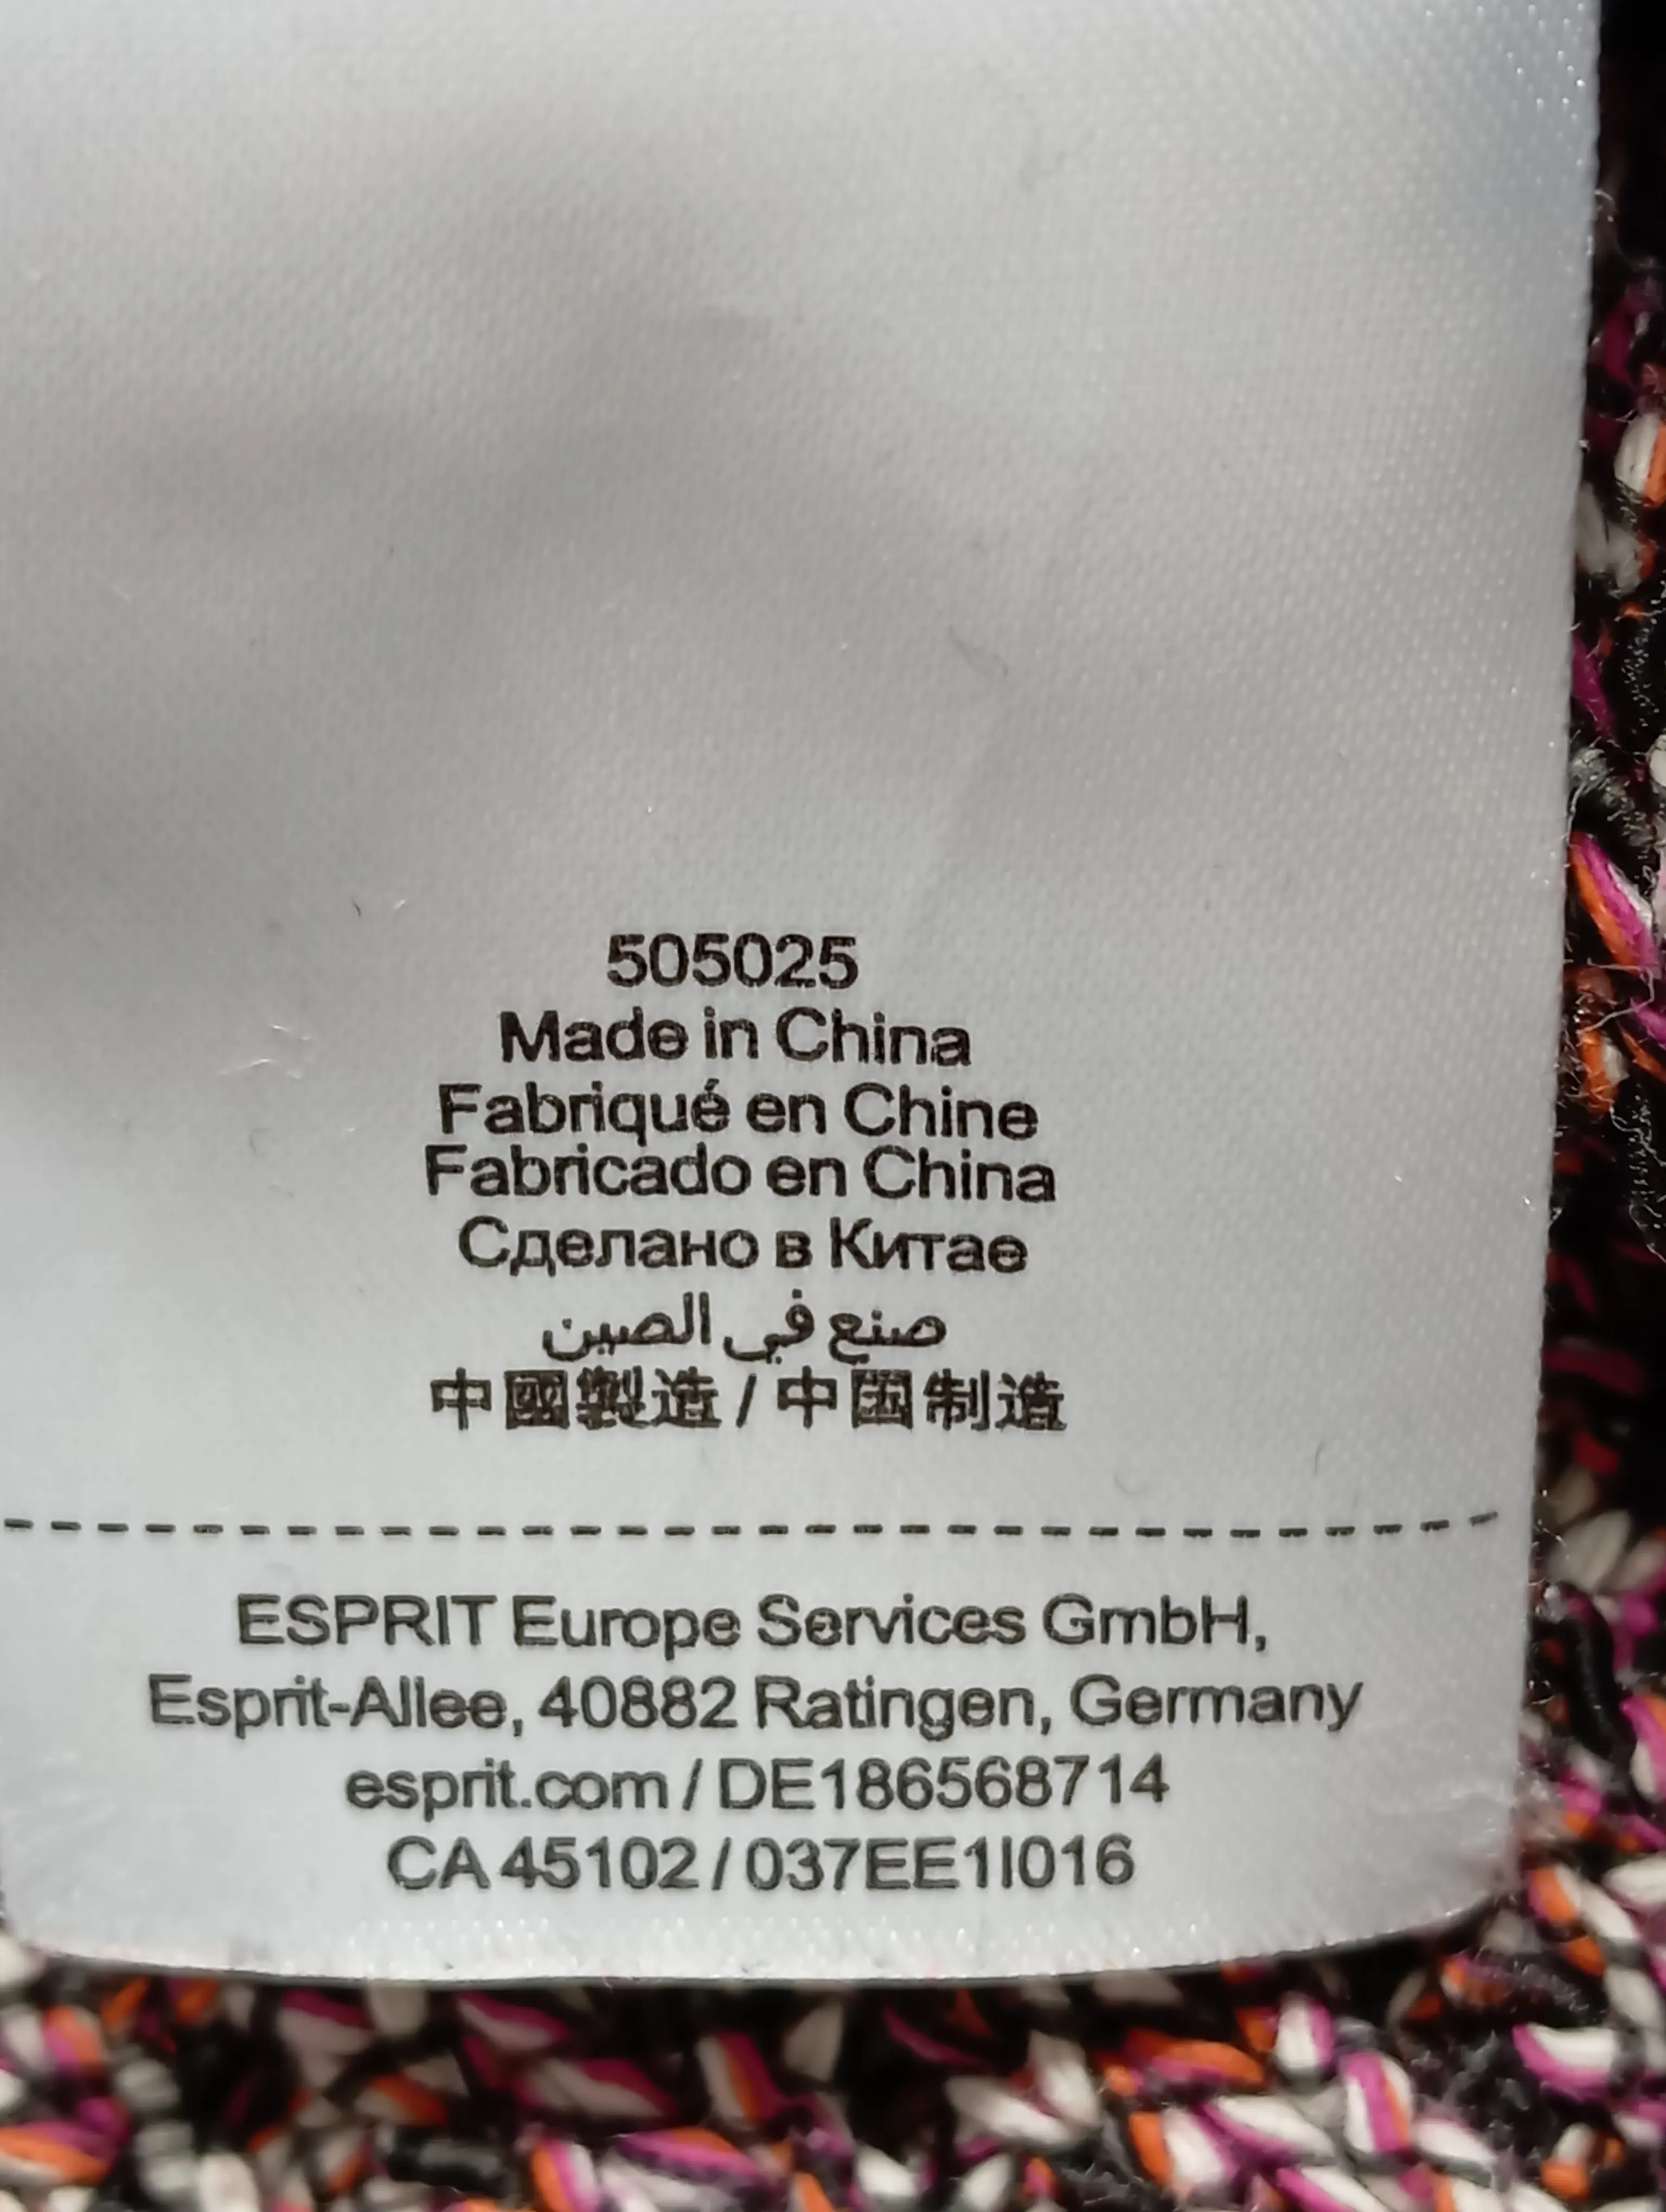 505025
Made in China
Fabriqué en Chine
Fabricado en China
Сделано в Китае
صنع في الصين
中國製造 / 中国制造
ESPRIT Europe Services GmbH,
Esprit-Allee, 40882 Ratingen, Germany
esprit.com / DE186568714
CA 45102 / 037EE1I016